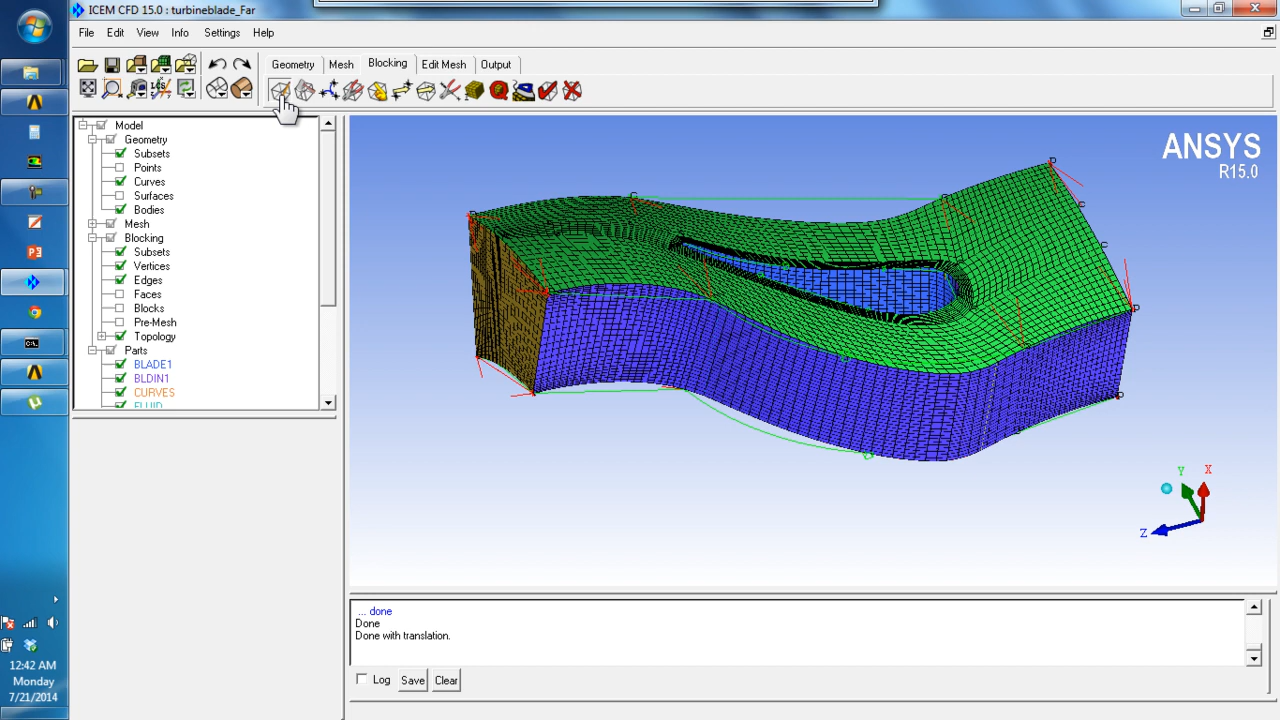 ICEM CFD 15.0 : turbineblade_Far
File Edit View Info Settings Help
Geometry Mesh Blocking Edit Mesh Output
LCS
Model
Geometry
Subsets
Points
Curves
Surfaces
Bodies
Mesh
Blocking
Subsets
Vertices
Edges
Faces
Blocks
Pre-Mesh
Topology
Parts
BLADE1
BLDIN1
CURVES
FLUID
ANSYS
R15.0
Y X
Z
... done
Done
Done with translation.
Log Save Clear
12:42 AM
Monday
7/21/2014